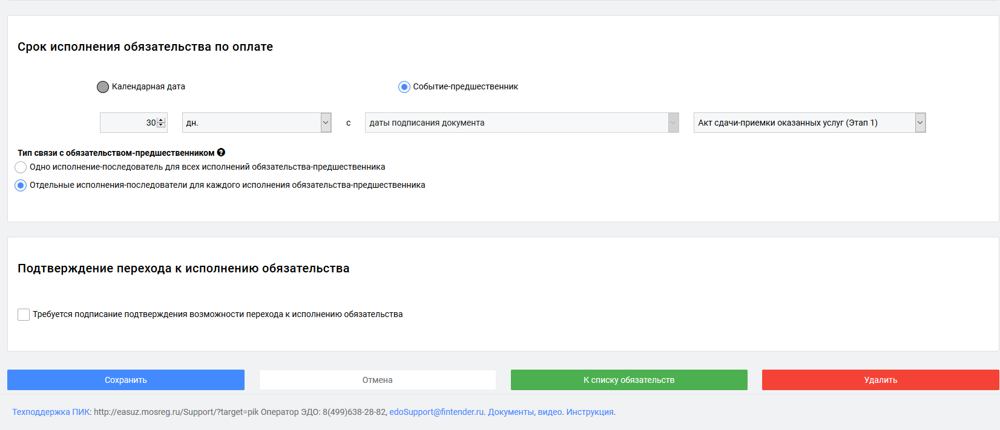 Срок исполнения обязательства по оплате
Календарная дата
Событие-предшественник
30 дн. с даты подписания документа Акт сдачи-приемки оказанных услуг (Этап 1)
Тип связи с обязательством-предшественником ?
Одно исполнение-последователь для всех исполнений обязательства-предшественника
Отдельные исполнения-последователи для каждого исполнения обязательства-предшественника
Подтверждение перехода к исполнению обязательства
Требуется подписание подтверждения возможности перехода к исполнению обязательства
Сохранить Отмена К списку обязательств Удалить
Техподдержка ПИК: http://easuz.mosreg.ru/Support/?target=pik Оператор ЭДО: 8(499)638-28-82, edoSupport@fintender.ru. Документы, видео. Инструкция.